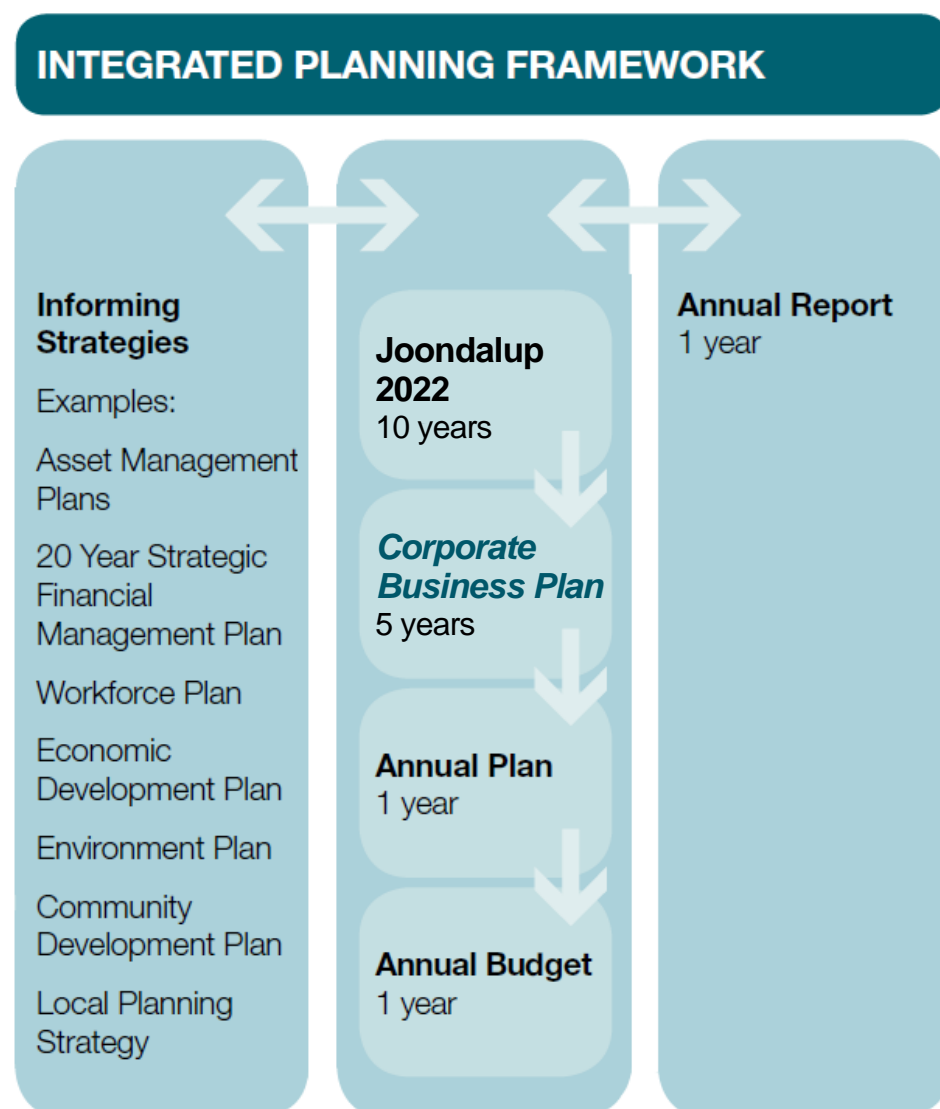 INTEGRATED PLANNING FRAMEWORK
Informing
Strategies
Examples:
Asset Management
Plans
20 Year Strategic
Financial
Management Plan
Workforce Plan
Economic
Development Plan
Environment Plan
Community
Development Plan
Local Planning
Strategy
Joondalup
2022
10 years
Corporate
Business Plan
5 years
Annual Plan
1 year
Annual Budget
1 year
Annual Report
1 year